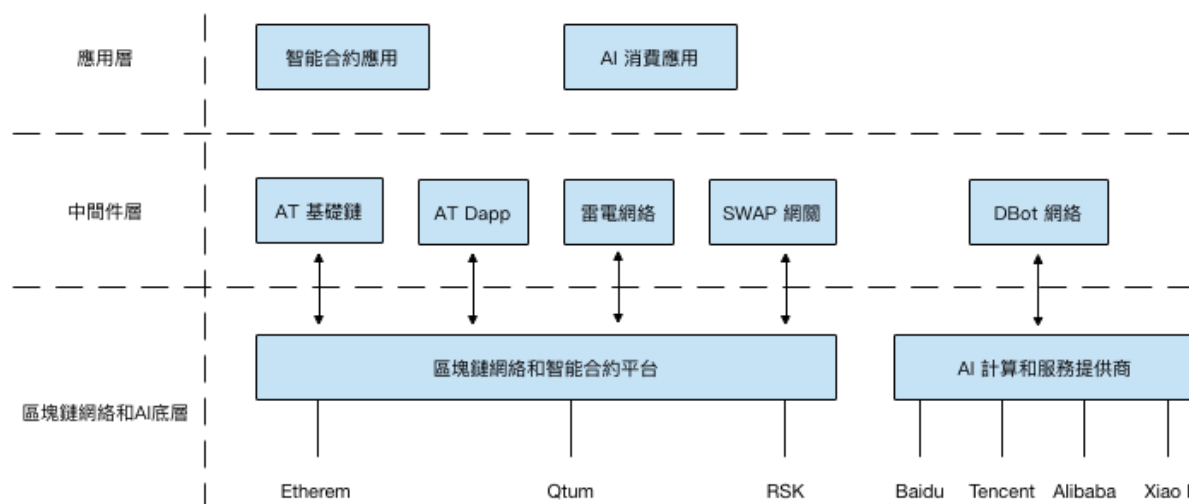 應用層
智能合約應用
AI 消費應用
中間件層
AT 基礎鏈
AT Dapp
雷電網絡
SWAP 網關
DBot 網絡
區塊鏈網絡和AI底層
區塊鏈網絡和智能合約平台
AI 計算和服務提供商
Etherem
Qtum
RSK
Baidu
Tencent
Alibaba
Xiao